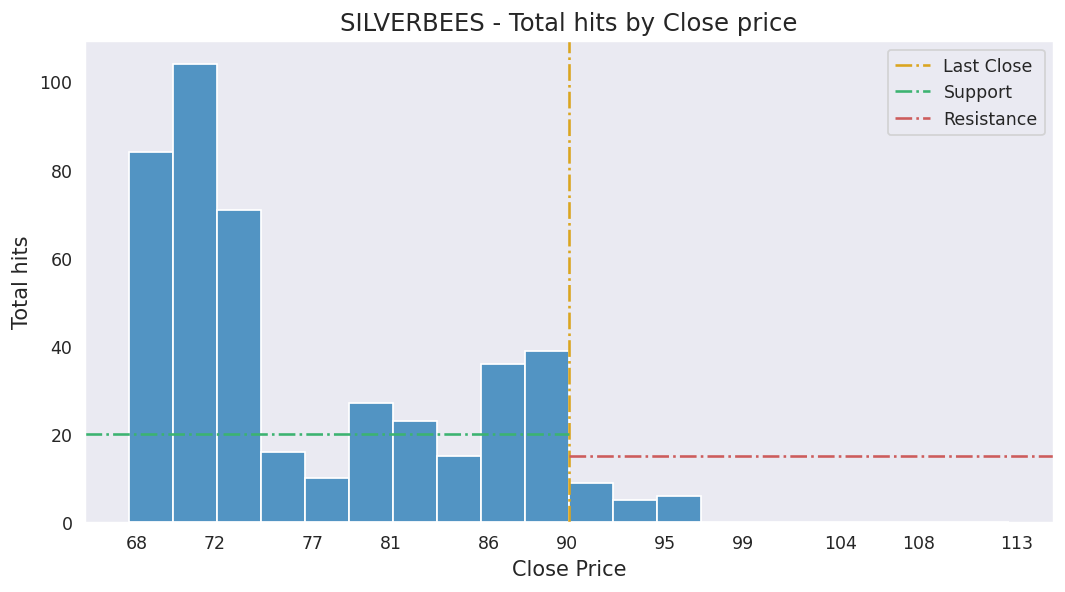 SILVERBEES - Total hits by Close price
Last Close
Support
Resistance
Total hits
100
80
60
40
20
0
68 72 77 81 86 90 95 99 104 108 113
Close Price